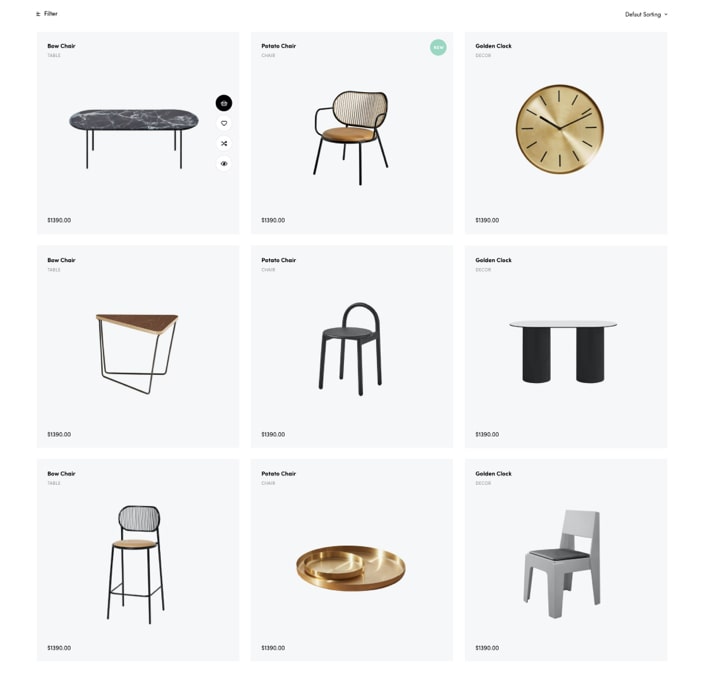 Filter
Defaut Sorting
Bow Chair
TABLE
$1390.00
Potato Chair
CHAIR
NEW
$1390.00
Golden Clock
DECOR
$1390.00
Bow Chair
TABLE
$1390.00
Potato Chair
CHAIR
$1390.00
Golden Clock
DECOR
$1390.00
Bow Chair
TABLE
$1390.00
Potato Chair
CHAIR
$1390.00
Golden Clock
DECOR
$1390.00